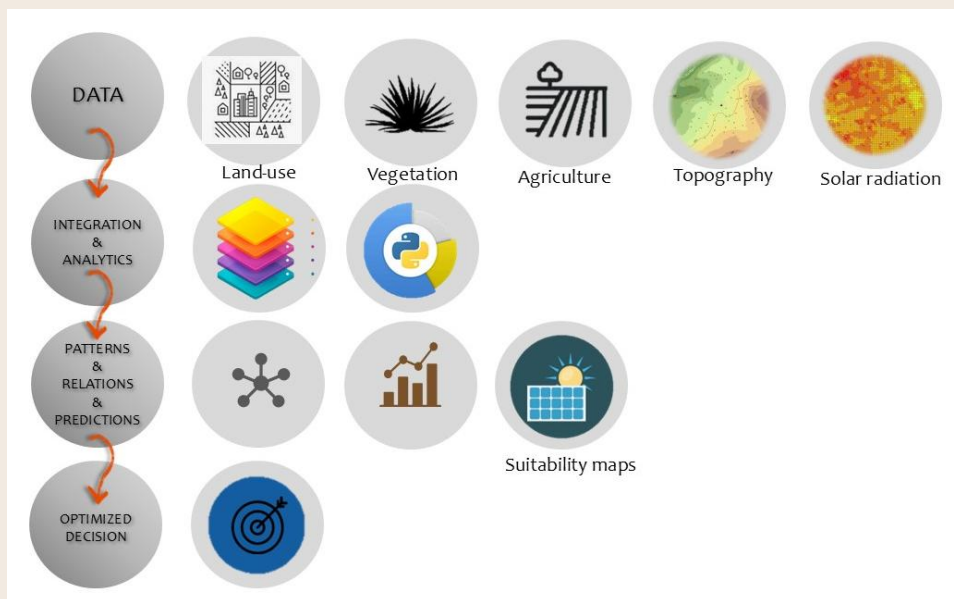 DATA
Land-use
Vegetation
Agriculture
Topography
Solar radiation
INTEGRATION
&
ANALYTICS
PATTERNS
&
RELATIONS
&
PREDICTIONS
Suitability maps
OPTIMIZED
DECISION